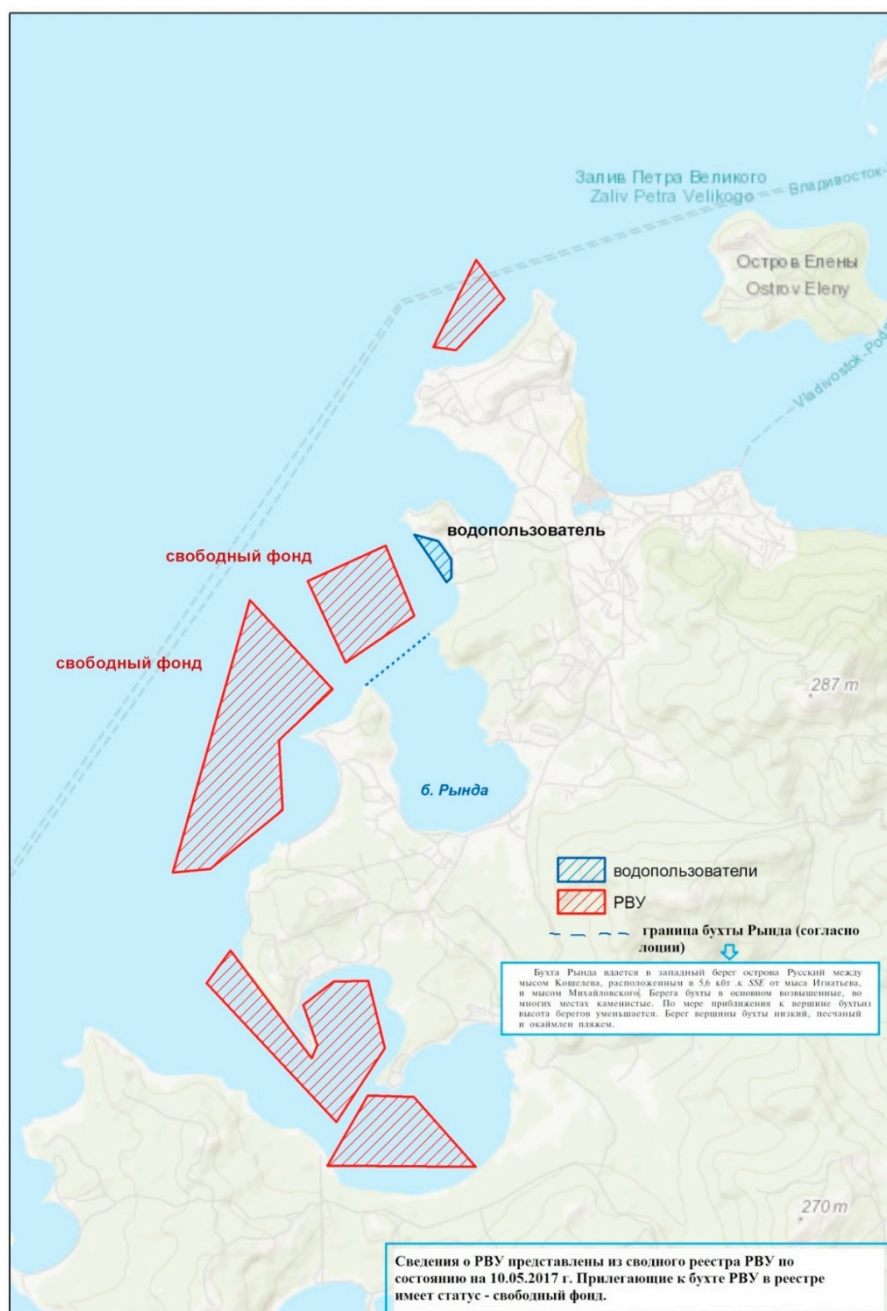 Залив Петра Великого
Zaliv Petra Velikogo
Владивосток-
Остров Елены
Ostrov Eleny
Vladivostok-Pod
водопользователь
свободный фонд
свободный фонд
287 m
б. Рында
водопользователи
РВУ
граница бухты Рында (согласно
лоции)
Бухта Рында вдается в западный берег острова Русский между
мысом Кошелева, расположенным в 5,6 кбт .к SSE от мыса Игнатьева,
и мысом Михайловского. Берега бухты в основном возвышенные, во
многих местах каменистые. По мере приближения к вершине бухтыиз
высота берегов уменьшается. Берег вершины бухты низкий, песчаный
и окаймлен пляжем.
270 m
Сведения о РВУ представлены из сводного реестра РВУ по
состоянию на 10.05.2017 г. Прилегающие к бухте РВУ в реестре
имеет статус - свободный фонд.